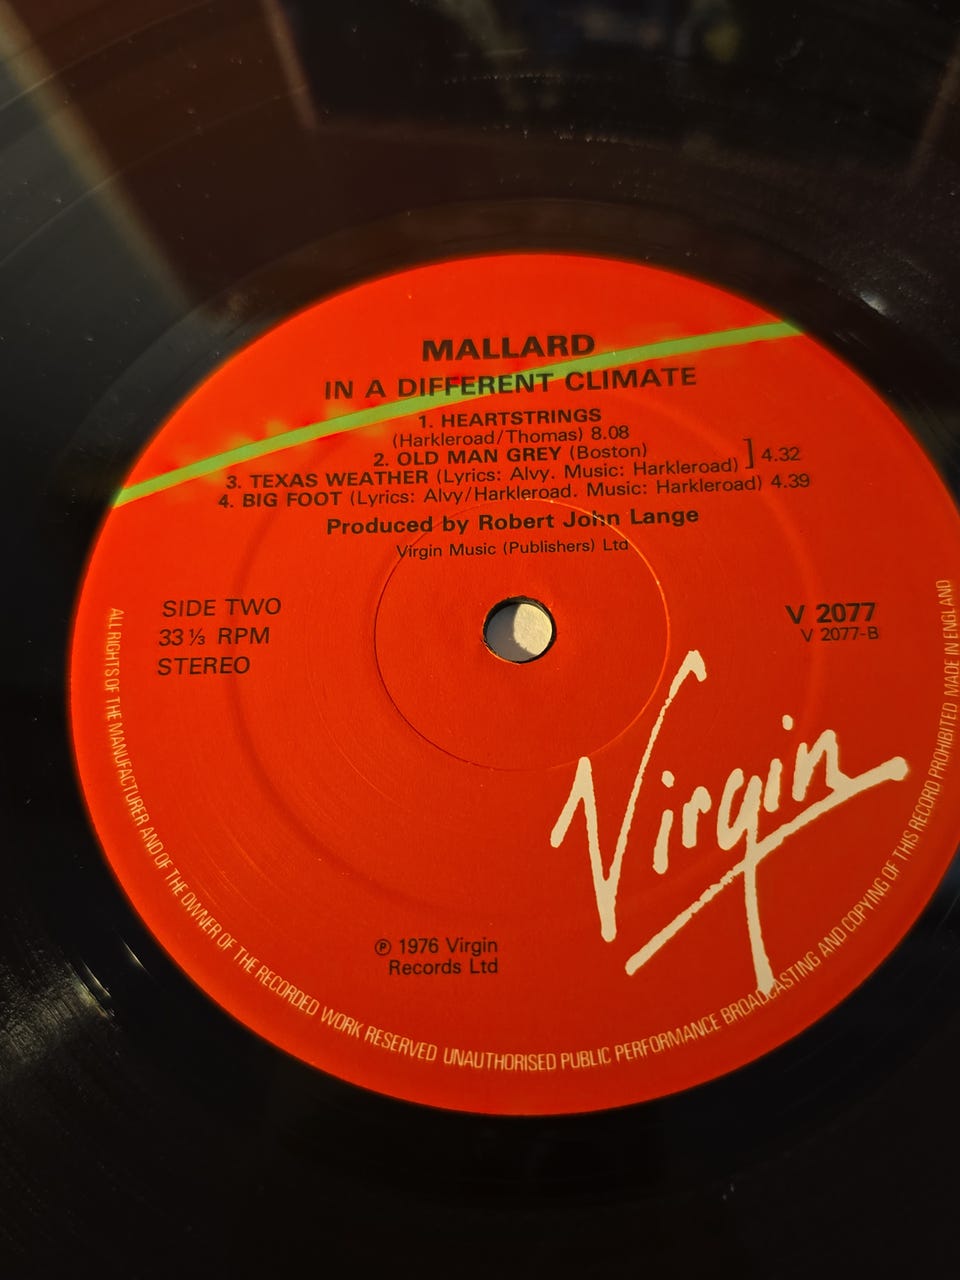 MALLARD
IN A DIFFERENT CLIMATE
1. HEARTSTRINGS
(Harkleroad/Thomas) 8.08
2. OLD MAN GREY (Boston)
3. TEXAS WEATHER (Lyrics: Alvy. Music: Harkleroad) ] 4.32
4. BIG FOOT (Lyrics: Alvy/Harkleroad. Music: Harkleroad) 4.39
Produced by Robert John Lange
Virgin Music (Publishers) Ltd
SIDE TWO
33⅓ RPM
STEREO
V 2077
V 2077-B
Virgin
℗ 1976 Virgin
Records Ltd
ALL RIGHTS OF THE MANUFACTURER AND OF THE OWNER OF THE RECORDED WORK RESERVED UNAUTHORISED PUBLIC PERFORMANCE BROADCASTING AND COPYING OF THIS RECORD PROHIBITED MADE IN ENGLAND